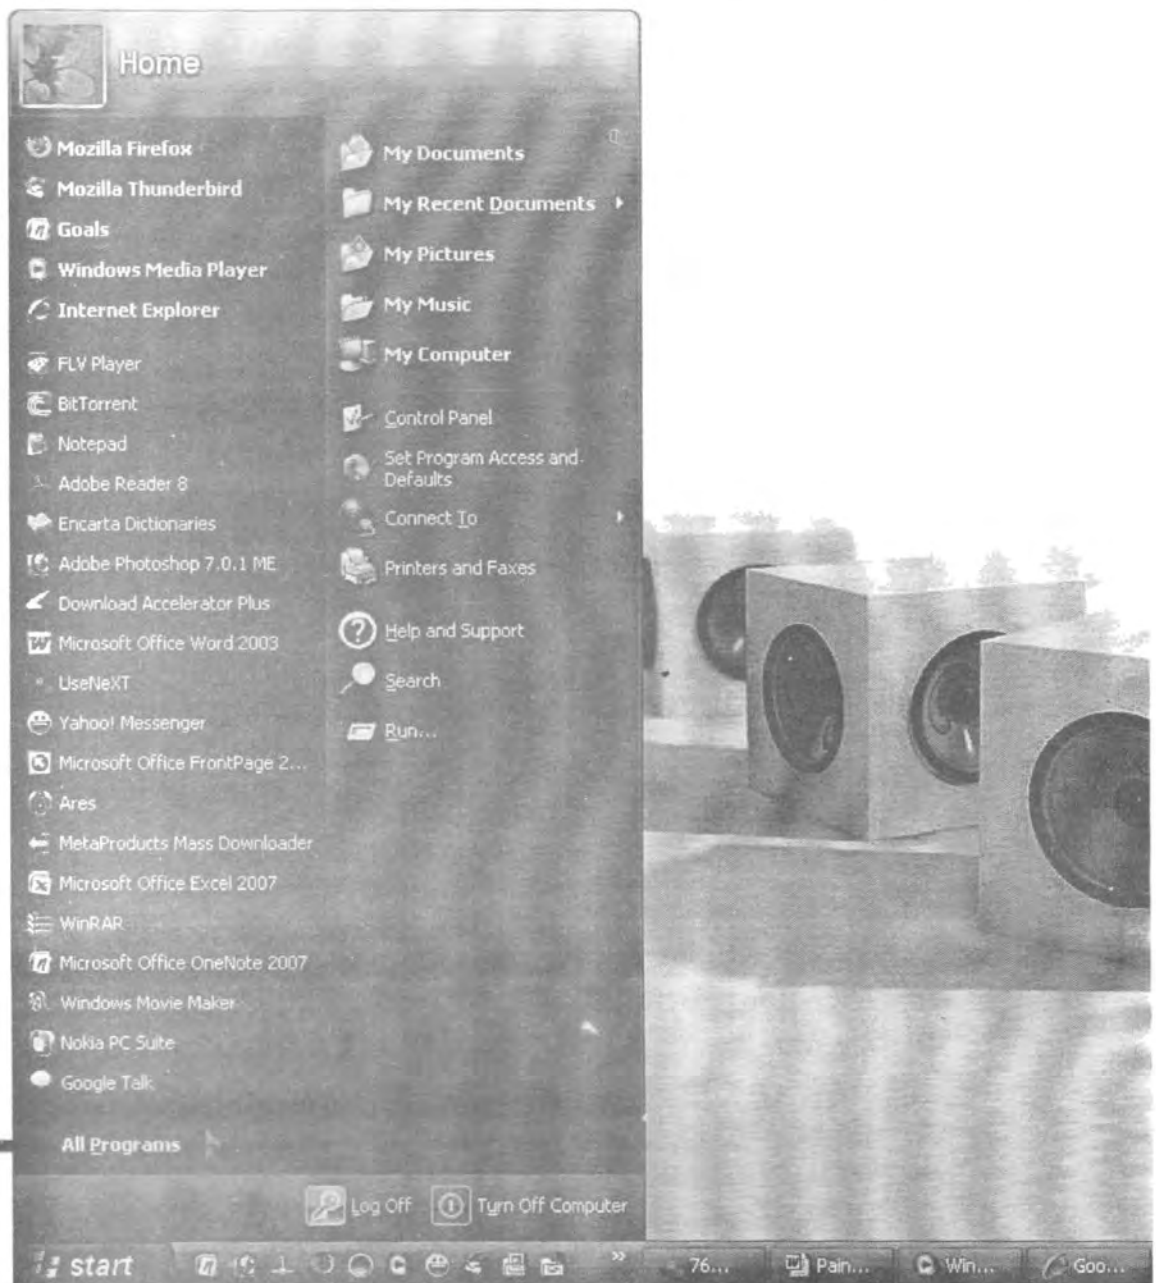 Home
Mozilla Firefox
Mozilla Thunderbird
Goals
Windows Media Player
Internet Explorer
FLV Player
BitTorrent
Notepad
Adobe Reader 8
Encarta Dictionaries
Adobe Photoshop 7.0.1 ME
Download Accelerator Plus
Microsoft Office Word 2003
UseNeXT
Yahoo! Messenger
Microsoft Office FrontPage 2...
Ares
MetaProducts Mass Downloader
Microsoft Office Excel 2007
WinRAR
Microsoft Office OneNote 2007
Windows Movie Maker
Nokia PC Suite
Google Talk
All Programs
My Documents
My Recent Documents
My Pictures
My Music
My Computer
Control Panel
Set Program Access and
Defaults
Connect To
Printers and Faxes
Help and Support
Search
Run...
Log Off
Turn Off Computer
start
76...
Pain...
Win...
Goo...